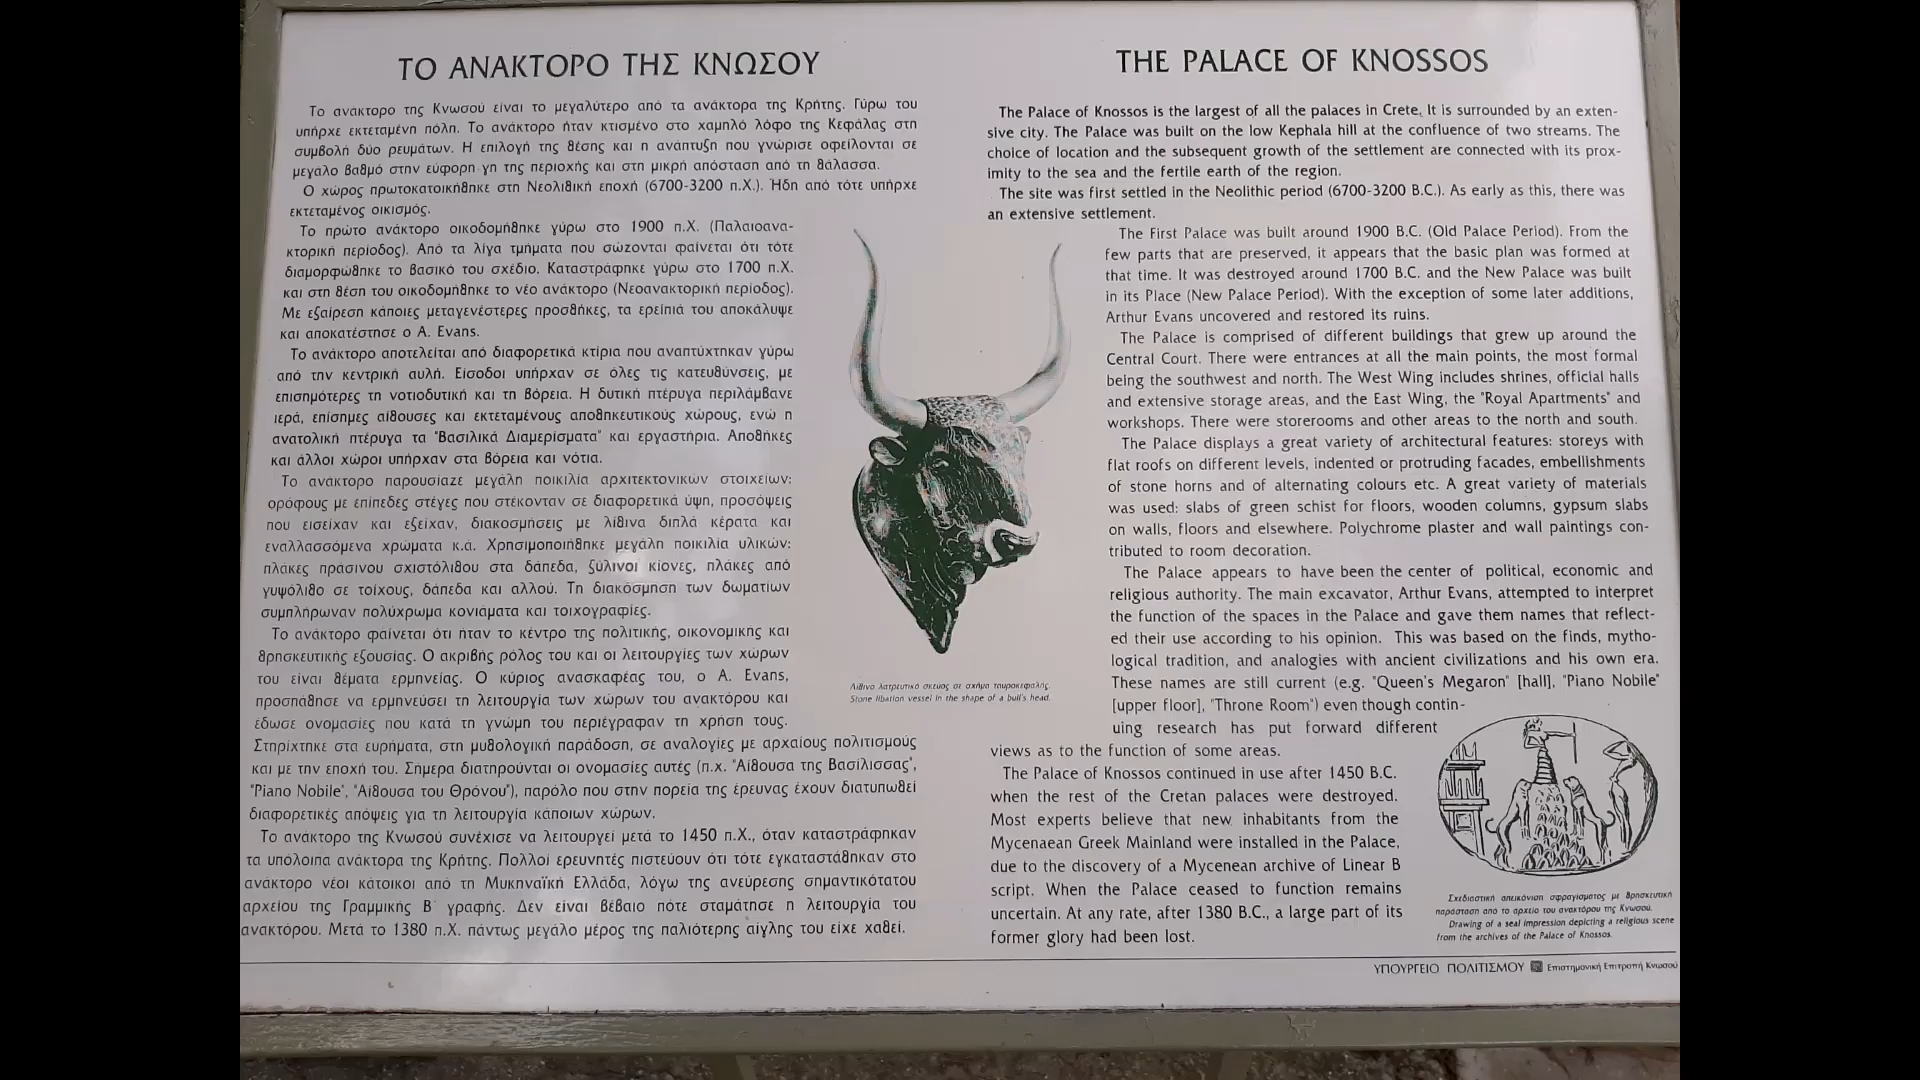 ΤΟ ΑΝΑΚΤΟΡΟ ΤΗΣ ΚΝΩΣΟΥ
Το ανάκτορο της Κνωσού είναι το μεγαλύτερο από τα ανάκτορα της Κρήτης. Γύρω του
υπήρχε εκτεταμένη πόλη. Το ανάκτορο ήταν κτισμένο στο χαμηλό λόφο της Κεφάλας στη
συμβολή δύο ρευμάτων. Η επιλογή της θέσης και η ανάπτυξη που γνώρισε οφείλονται σε
μεγάλο βαθμό στην εύφορη γη της περιοχής και στη μικρή απόσταση από τη θάλασσα.
Ο χώρος πρωτοκατοικήθηκε στη Νεολιθική εποχή (6700-3200 π.Χ.). Ήδη από τότε υπήρχε
εκτεταμένος οικισμός.
Το πρώτο ανάκτορο οικοδομήθηκε γύρω στο 1900 π.Χ. (Παλαιοανα-
κτορική περίοδος). Από τα λίγα τμήματα που σώζονται φαίνεται ότι τότε
διαμορφώθηκε το βασικό του σχέδιο. Καταστράφηκε γύρω στο 1700 π.Χ.
και στη θέση του οικοδομήθηκε το νέο ανάκτορο (Νεοανακτορική περίοδος).
Με εξαίρεση κάποιες μεταγενέστερες προσθήκες, τα ερείπιά του αποκάλυψε
και αποκατέστησε ο A. Evans.
Το ανάκτορο αποτελείται από διαφορετικά κτίρια που αναπτύχτηκαν γύρω
από την κεντρική αυλή. Είσοδοι υπήρχαν σε όλες τις κατευθύνσεις, με
επισημότερες τη νοτιοδυτική και τη βόρεια. Η δυτική πτέρυγα περιλάμβανε
ιερά, επίσημες αίθουσες και εκτεταμένους αποθηκευτικούς χώρους, ενώ η
ανατολική πτέρυγα τα "Βασιλικά Διαμερίσματα" και εργαστήρια. Αποθήκες
και άλλοι χώροι υπήρχαν στα βόρεια και νότια.
Το ανάκτορο παρουσίαζε μεγάλη ποικιλία αρχιτεκτονικών στοιχείων:
ορόφους με επίπεδες στέγες που στέκονταν σε διαφορετικά ύψη, προσόψεις
που εισείχαν και εξείχαν, διακοσμήσεις με λίθινα διπλά κέρατα και
εναλλασσόμενα χρώματα κ.ά. Χρησιμοποιήθηκε μεγάλη ποικιλία υλικών:
πλάκες πράσινου σχιστόλιθου στα δάπεδα, ξύλινοι κίονες, πλάκες από
γυψόλιθο σε τοίχους, δάπεδα και αλλού. Τη διακόσμηση των δωματίων
συμπλήρωναν πολύχρωμα κονιάματα και τοιχογραφίες.
Το ανάκτορο φαίνεται ότι ήταν το κέντρο της πολιτικής, οικονομικής και
θρησκευτικής εξουσίας. Ο ακριβής ρόλος του και οι λειτουργίες των χώρων
του είναι θέματα ερμηνείας. Ο κύριος ανασκαφέας του, ο A. Evans,
προσπάθησε να ερμηνεύσει τη λειτουργία των χώρων του ανακτόρου και
έδωσε ονομασίες που κατά τη γνώμη του περιέγραφαν τη χρήση τους.
Στηρίχτηκε στα ευρήματα, στη μυθολογική παράδοση, σε αναλογίες με αρχαίους πολιτισμούς
και με την εποχή του. Σήμερα διατηρούνται οι ονομασίες αυτές (π.χ. "Αίθουσα της Βασίλισσας",
"Piano Nobile", "Αίθουσα του Θρόνου"), παρόλο που στην πορεία της έρευνας έχουν διατυπωθεί
διαφορετικές απόψεις για τη λειτουργία κάποιων χώρων.
Το ανάκτορο της Κνωσού συνέχισε να λειτουργεί μετά το 1450 π.Χ., όταν καταστράφηκαν
τα υπόλοιπα ανάκτορα της Κρήτης. Πολλοί ερευνητές πιστεύουν ότι τότε εγκαταστάθηκαν στο
ανάκτορο νέοι κάτοικοι από τη Μυκηναϊκή Ελλάδα, λόγω της ανεύρεσης σημαντικότατου
αρχείου της Γραμμικής Β΄ γραφής. Δεν είναι βέβαιο πότε σταμάτησε η λειτουργία του
ανακτόρου. Μετά το 1380 π.Χ. πάντως μεγάλο μέρος της παλιότερης αίγλης του είχε χαθεί.
Λίθινο λατρευτικό σκεύος σε σχήμα ταυροκεφαλής.
Stone libation vessel in the shape of a bull's head.
THE PALACE OF KNOSSOS
The Palace of Knossos is the largest of all the palaces in Crete. It is surrounded by an exten-
sive city. The Palace was built on the low Kephala hill at the confluence of two streams. The
choice of location and the subsequent growth of the settlement are connected with its prox-
imity to the sea and the fertile earth of the region.
The site was first settled in the Neolithic period (6700-3200 B.C.). As early as this, there was
an extensive settlement.
The First Palace was built around 1900 B.C. (Old Palace Period). From the
few parts that are preserved, it appears that the basic plan was formed at
that time. It was destroyed around 1700 B.C. and the New Palace was built
in its Place (New Palace Period). With the exception of some later additions,
Arthur Evans uncovered and restored its ruins.
The Palace is comprised of different buildings that grew up around the
Central Court. There were entrances at all the main points, the most formal
being the southwest and north. The West Wing includes shrines, official halls
and extensive storage areas, and the East Wing, the "Royal Apartments" and
workshops. There were storerooms and other areas to the north and south.
The Palace displays a great variety of architectural features: storeys with
flat roofs on different levels, indented or protruding facades, embellishments
of stone horns and of alternating colours etc. A great variety of materials
was used: slabs of green schist for floors, wooden columns, gypsum slabs
on walls, floors and elsewhere. Polychrome plaster and wall paintings con-
tributed to room decoration.
The Palace appears to have been the center of political, economic and
religious authority. The main excavator, Arthur Evans, attempted to interpret
the function of the spaces in the Palace and gave them names that reflect-
ed their use according to his opinion. This was based on the finds, mytho-
logical tradition, and analogies with ancient civilizations and his own era.
These names are still current (e.g. "Queen's Megaron" [hall], "Piano Nobile"
[upper floor], "Throne Room") even though contin-
uing research has put forward different
views as to the function of some areas.
The Palace of Knossos continued in use after 1450 B.C.
when the rest of the Cretan palaces were destroyed.
Most experts believe that new inhabitants from the
Mycenaean Greek Mainland were installed in the Palace,
due to the discovery of a Mycenean archive of Linear B
script. When the Palace ceased to function remains
uncertain. At any rate, after 1380 B.C., a large part of its
former glory had been lost.
Σχεδιαστική απεικόνιση σφραγίσματος με θρησκευτική
παράσταση από το αρχείο του ανακτόρου της Κνωσού.
Drawing of a seal impression depicting a religious scene
from the archives of the Palace of Knossos.
ΥΠΟΥΡΓΕΙΟ ΠΟΛΙΤΙΣΜΟΥ Επιστημονική Επιτροπή Κνωσού